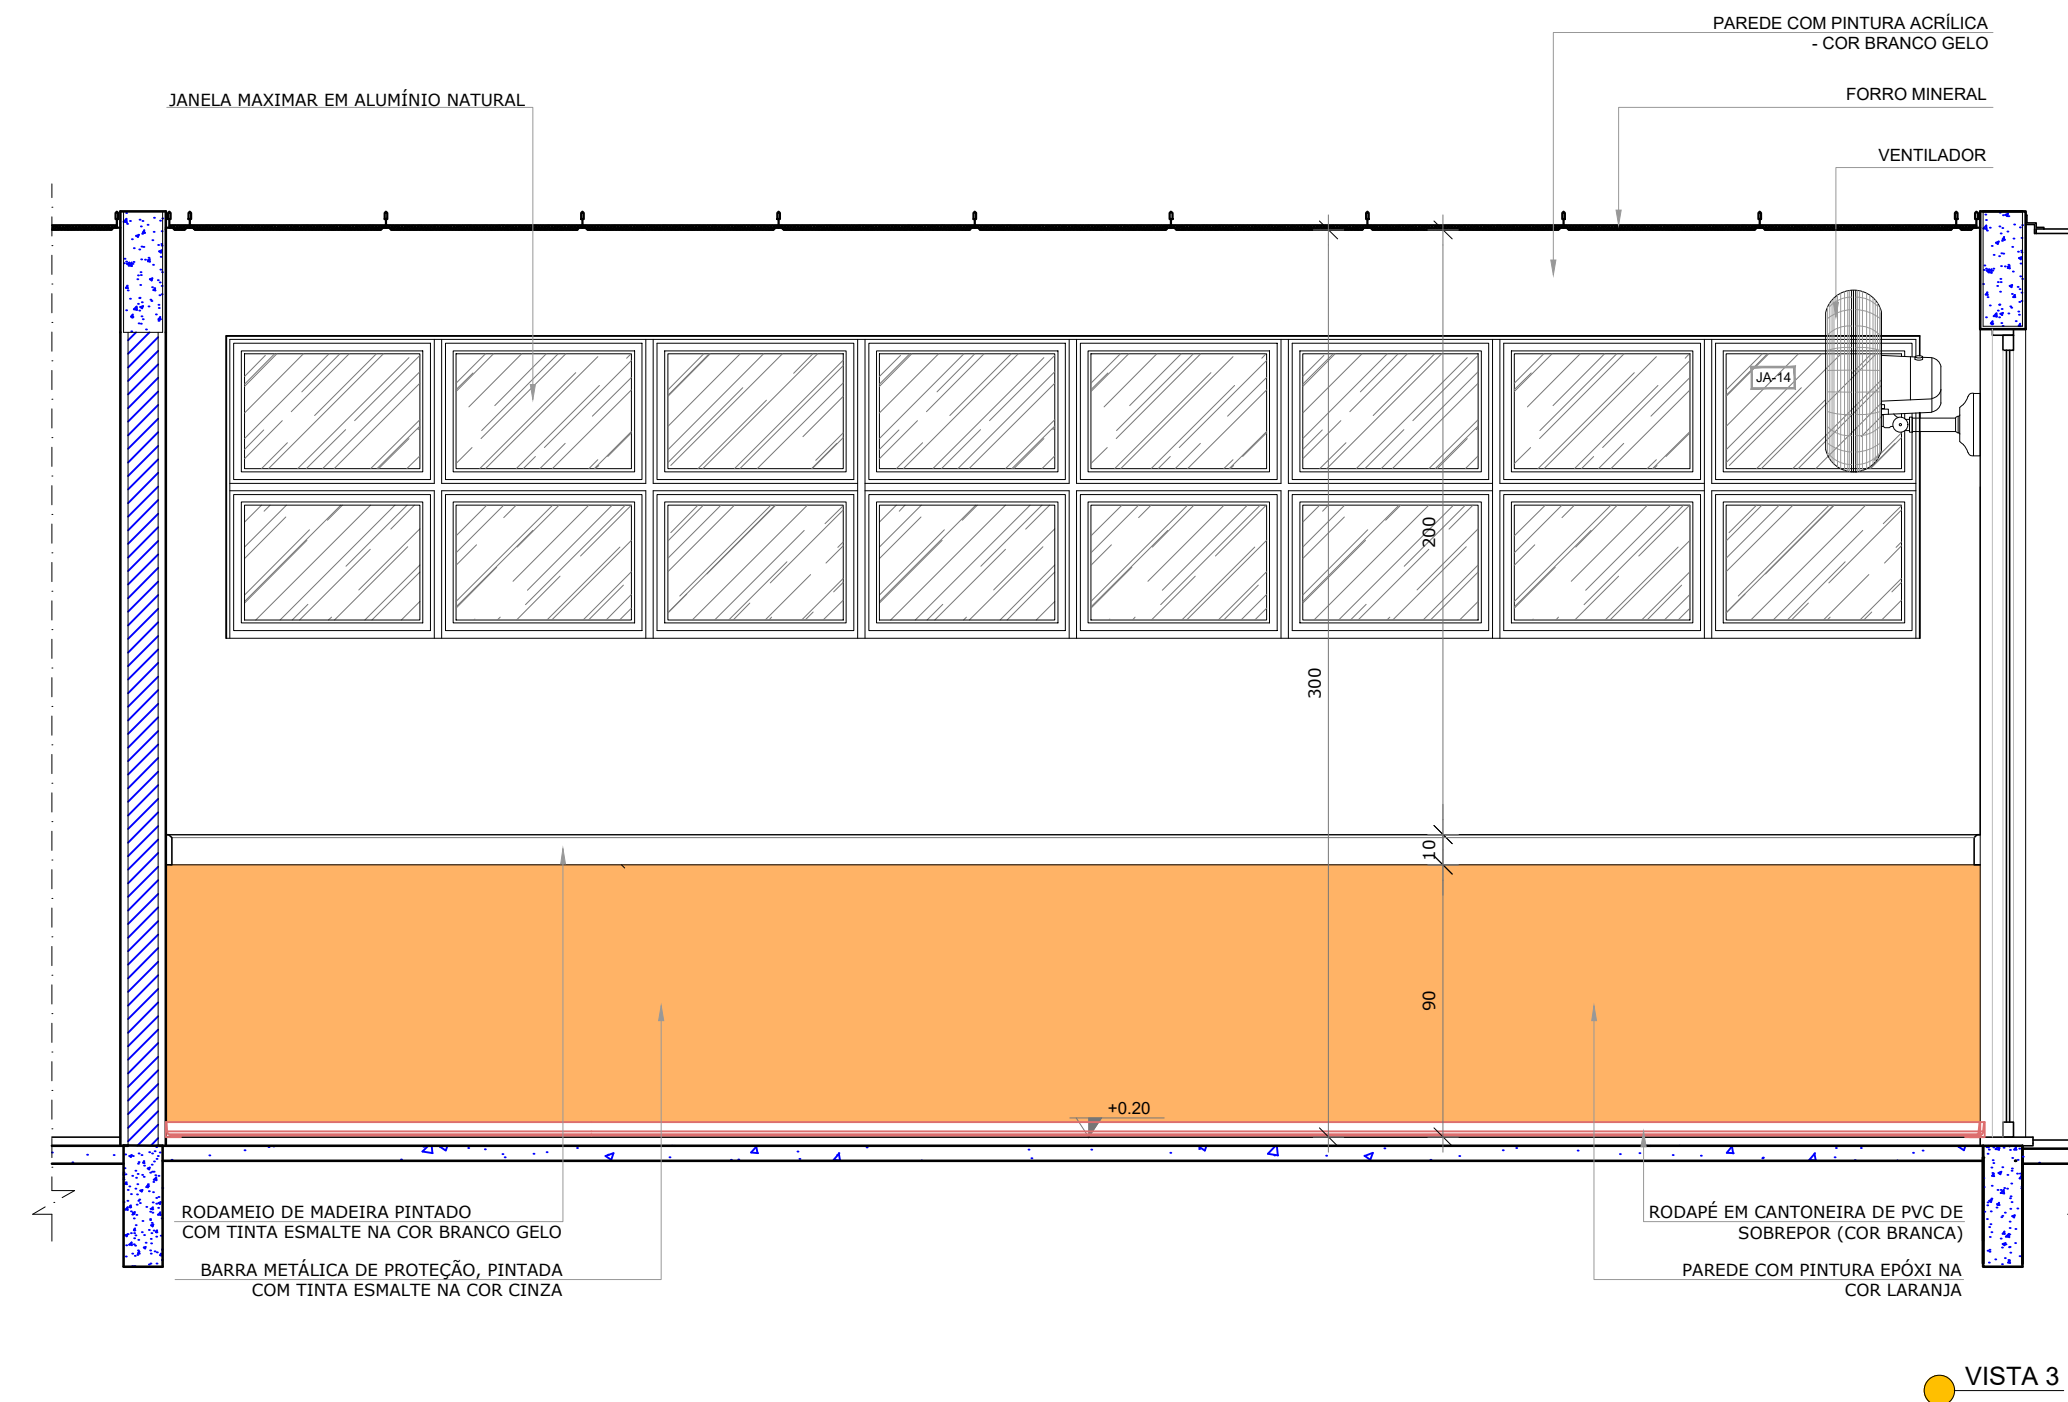 PAREDE COM PINTURA ACRÍLICA
- COR BRANCO GELO
JANELA MAXIMAR EM ALUMÍNIO NATURAL
FORRO MINERAL
VENTILADOR
JA-14
200
300
10
90
+0.20
RODAMEIO DE MADEIRA PINTADO
COM TINTA ESMALTE NA COR BRANCO GELO
BARRA METÁLICA DE PROTEÇÃO, PINTADA
COM TINTA ESMALTE NA COR CINZA
RODAPÉ EM CANTONEIRA DE PVC DE
SOBREPOR (COR BRANCA)
PAREDE COM PINTURA EPÓXI NA
COR LARANJA
VISTA 3